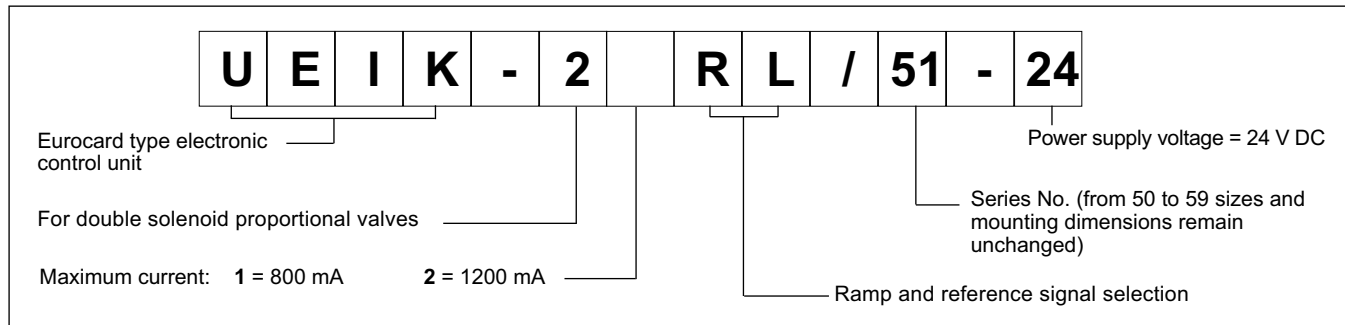 UEIK-2 RL/51-24
Eurocard type electronic
control unit
Power supply voltage = 24 V DC
For double solenoid proportional valves
Series No. (from 50 to 59 sizes and
mounting dimensions remain
unchanged)
Maximum current: 1 = 800 mA 2 = 1200 mA
Ramp and reference signal selection